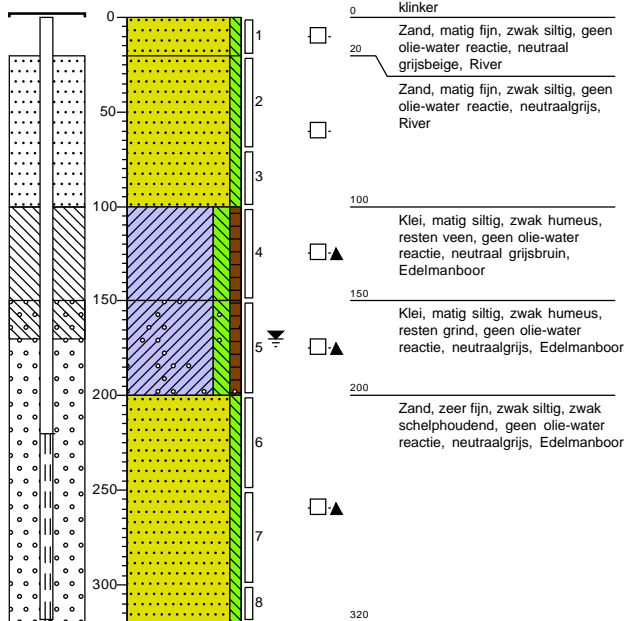 0
50
100
150
200
250
300
1
2
3
4
5
6
7
8
0
klinker
Zand, matig fijn, zwak siltig, geen
olie-water reactie, neutraal
grijsbeige, River
20
Zand, matig fijn, zwak siltig, geen
olie-water reactie, neutraalgrijs,
River
100
Klei, matig siltig, zwak humeus,
resten veen, geen olie-water
reactie, neutraal grijsbruin,
Edelmanboor
150
Klei, matig siltig, zwak humeus,
resten grind, geen olie-water
reactie, neutraalgrijs, Edelmanboor
200
Zand, zeer fijn, zwak siltig, zwak
schelphoudend, geen olie-water
reactie, neutraalgrijs, Edelmanboor
320